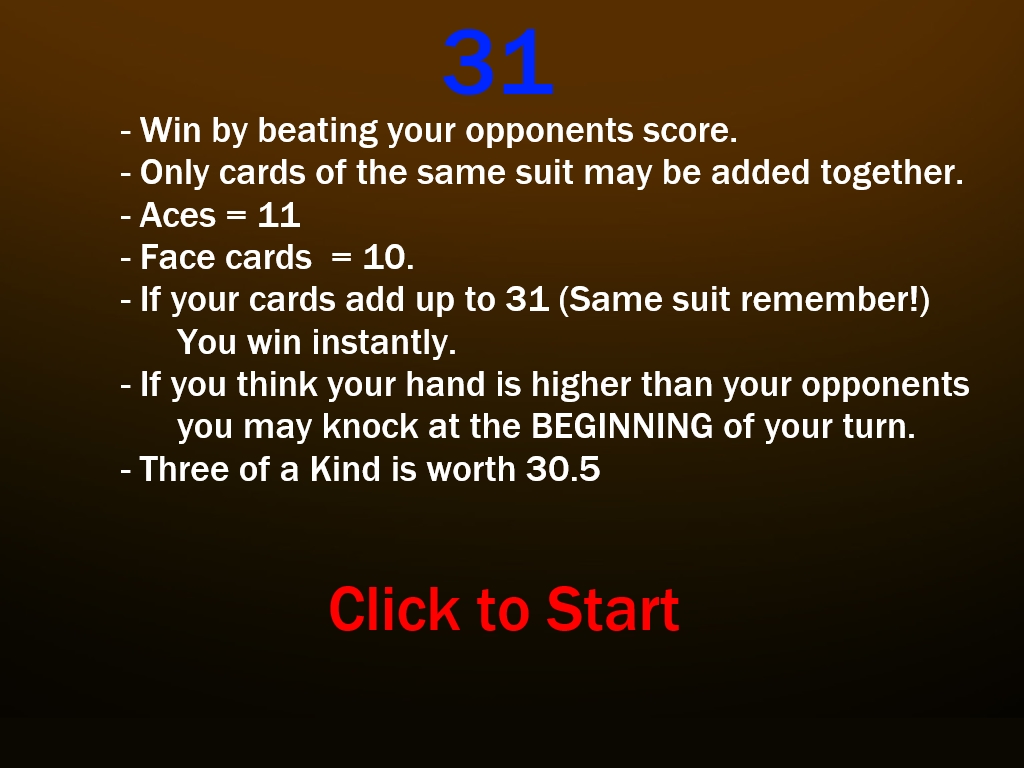 31
- Win by beating your opponents score.
- Only cards of the same suit may be added together.
- Aces = 11
- Face cards  = 10.
- If your cards add up to 31 (Same suit remember!)
You win instantly.
- If you think your hand is higher than your opponents
you may knock at the BEGINNING of your turn.
- Three of a Kind is worth 30.5
Click to Start